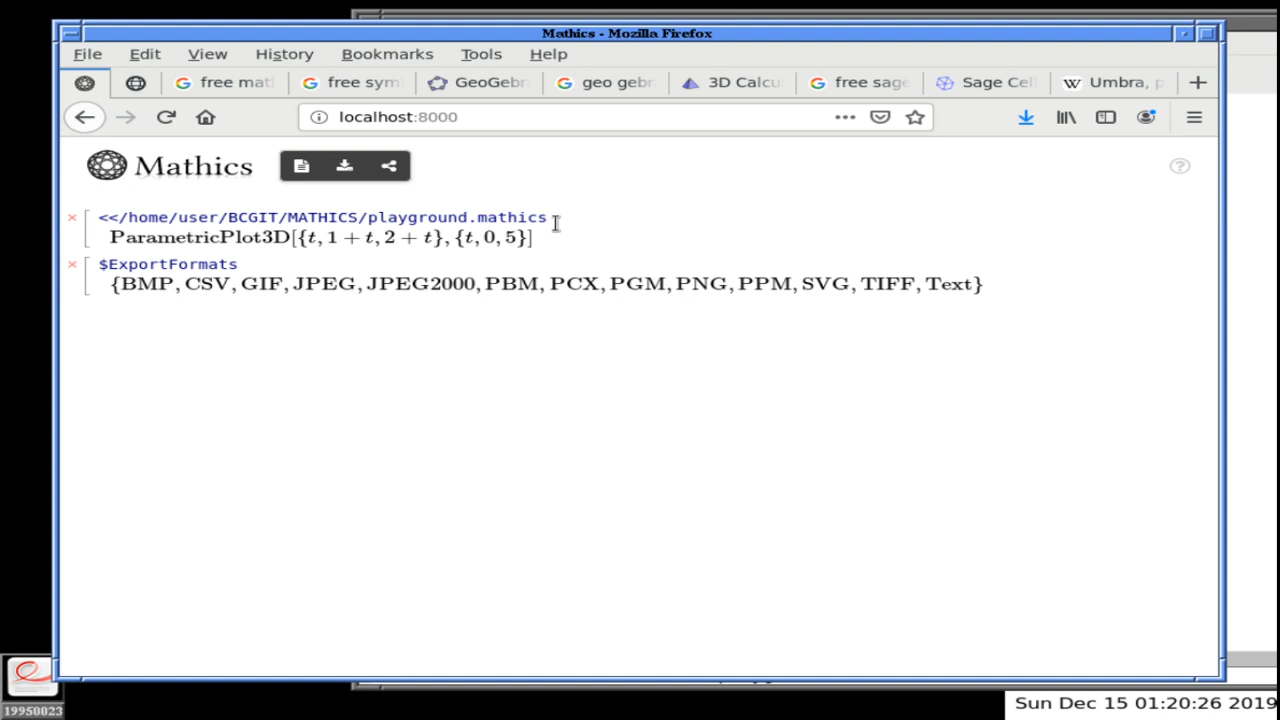 Mathics - Mozilla Firefox
File Edit View History Bookmarks Tools Help
free mat free sym GeoGebr geo gebr 3D Calcu free sage Sage Cel Umbra, p
localhost:8000
Mathics
<</home/user/BCGIT/MATHICS/playground.mathics
ParametricPlot3D[{t, 1 + t, 2 + t}, {t, 0, 5}]
$ExportFormats
{BMP, CSV, GIF, JPEG, JPEG2000, PBM, PCX, PGM, PNG, PPM, SVG, TIFF, Text}
19950023
Sun Dec 15 01:20:26 2019